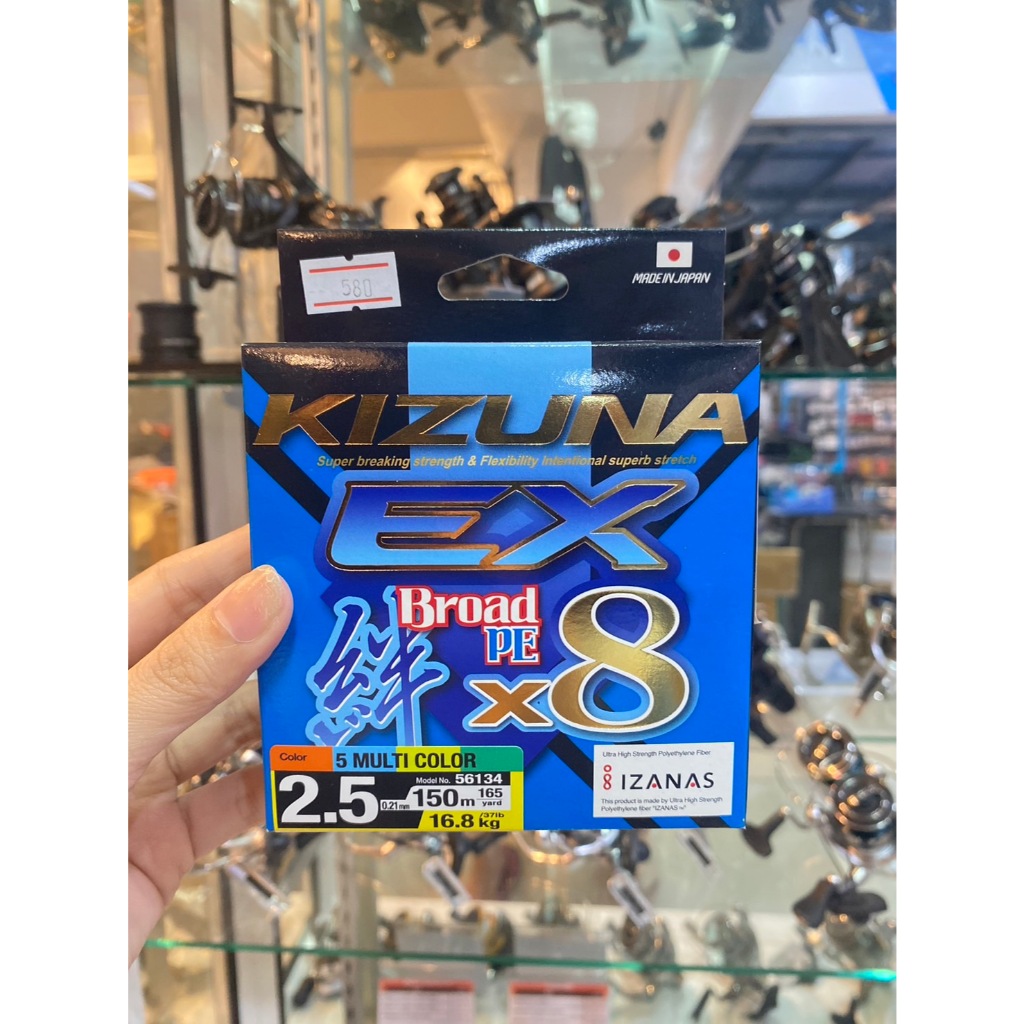 580
MADE IN JAPAN
KIZUNA
Super breaking strength & Flexibility Intentional superb stretch
EX
絆
Broad
PE
x8
Color 5 MULTI COLOR
Model No. 56134
2.5 0.21mm 150m 165 yard
16.8kg /37lb
Ultra High Strength Polyethylene Fiber
IZANAS
This product is made by Ultra High Strength
Polyethylene fiber "IZANAS ™"